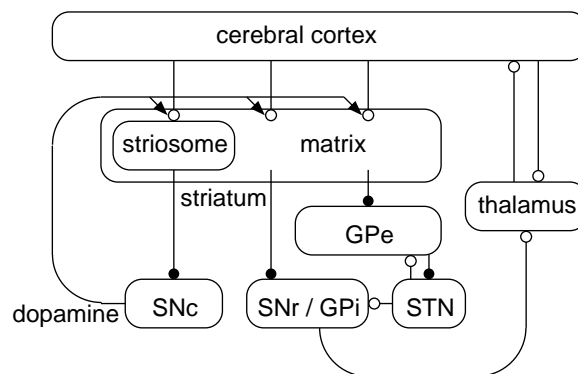 cerebral cortex
striosome
matrix
striatum
thalamus
GPe
dopamine
SNc
SNr / GPi
STN